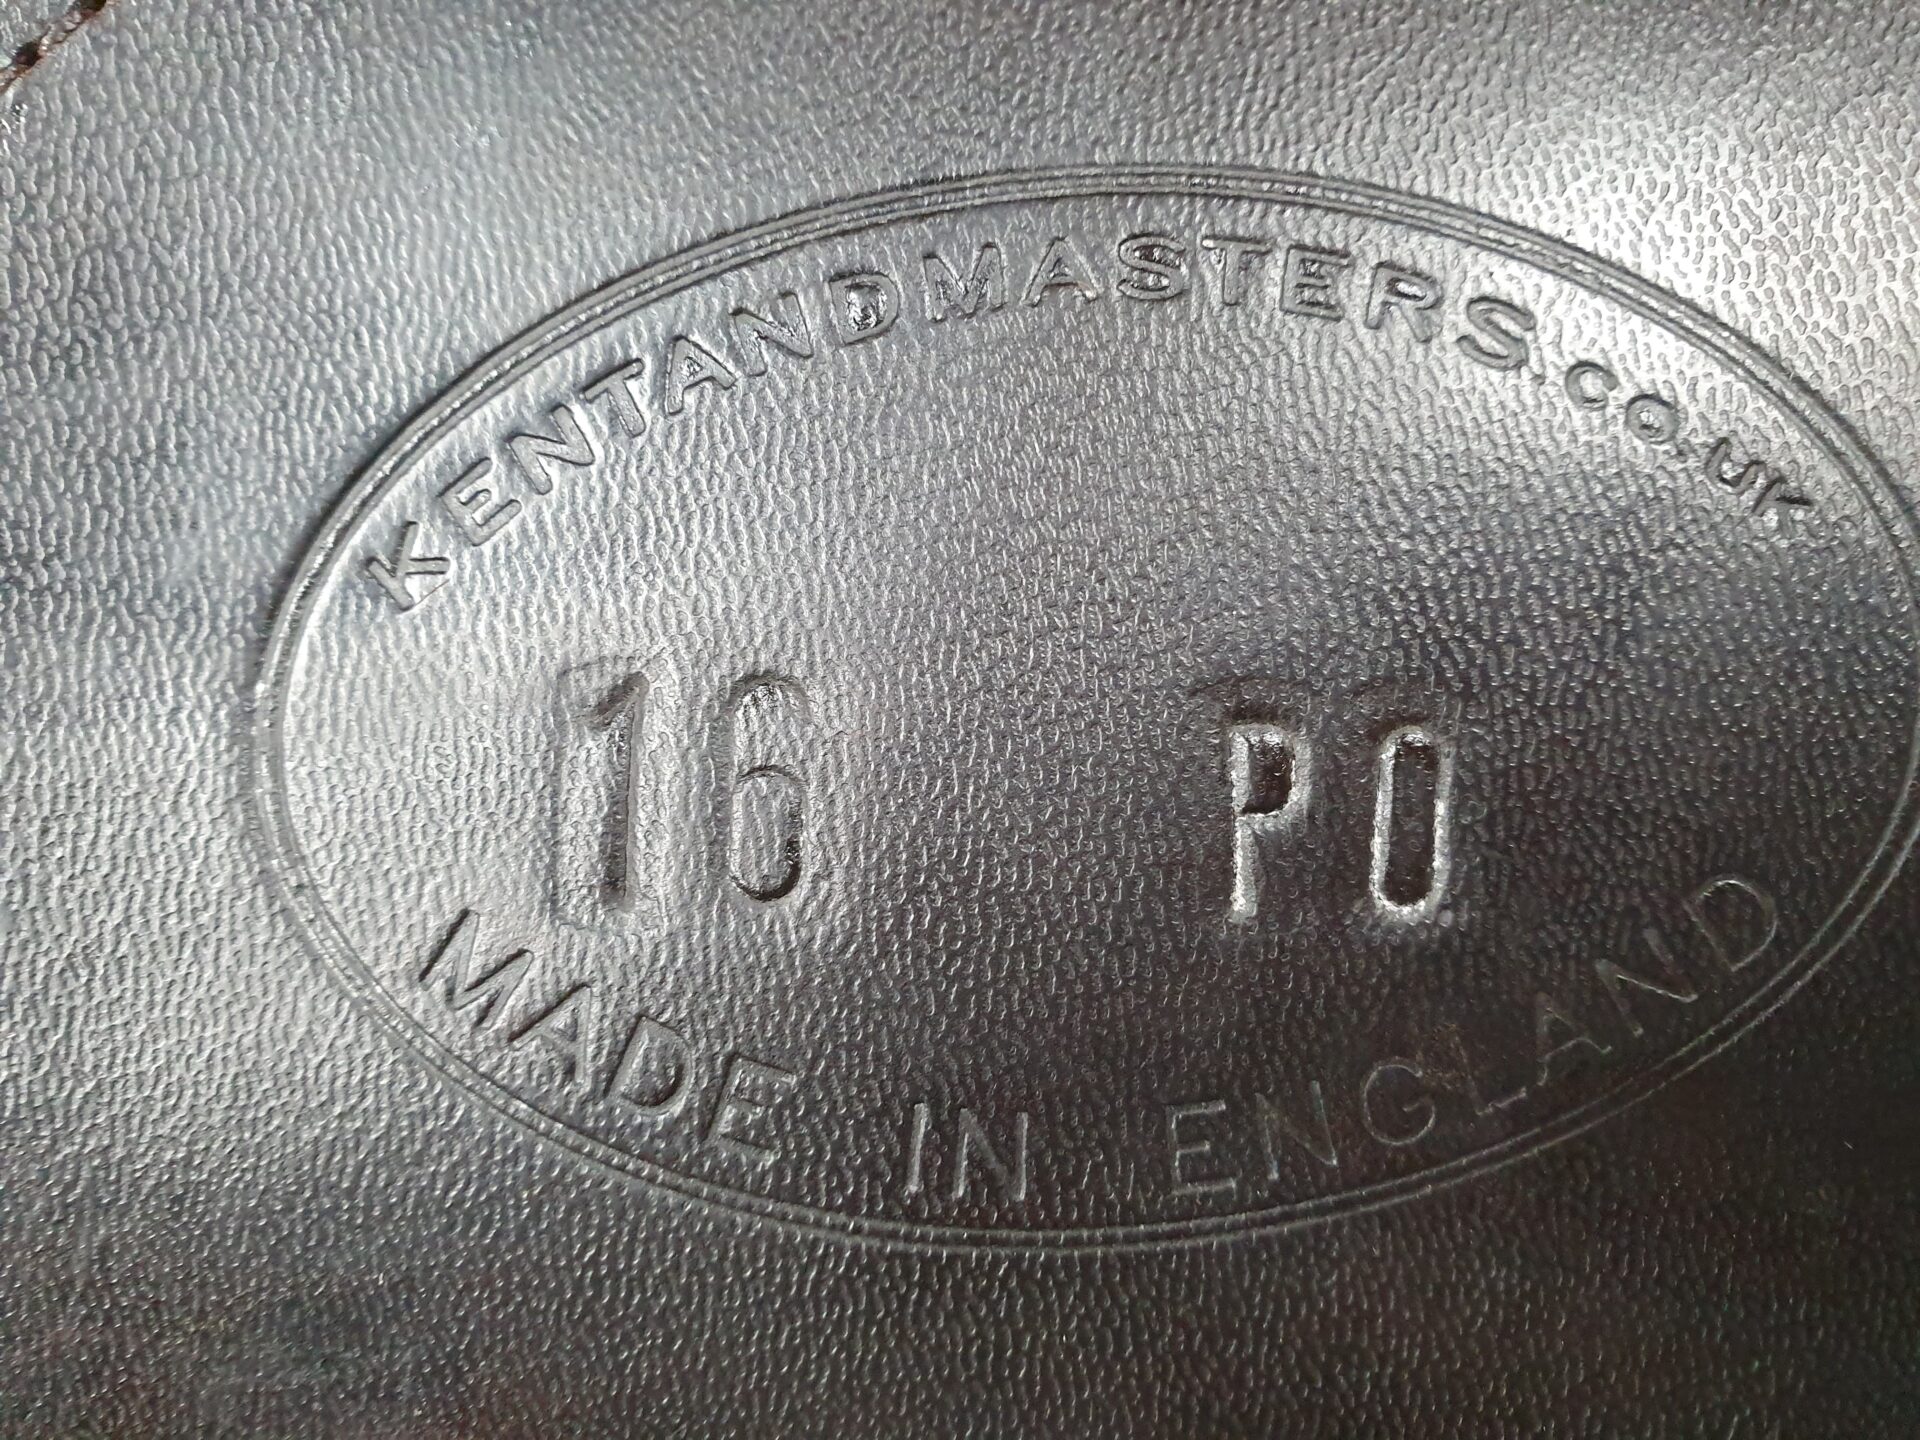 KENTANDMASTERS.CO.UK
16 PO
MADE IN ENGLAND